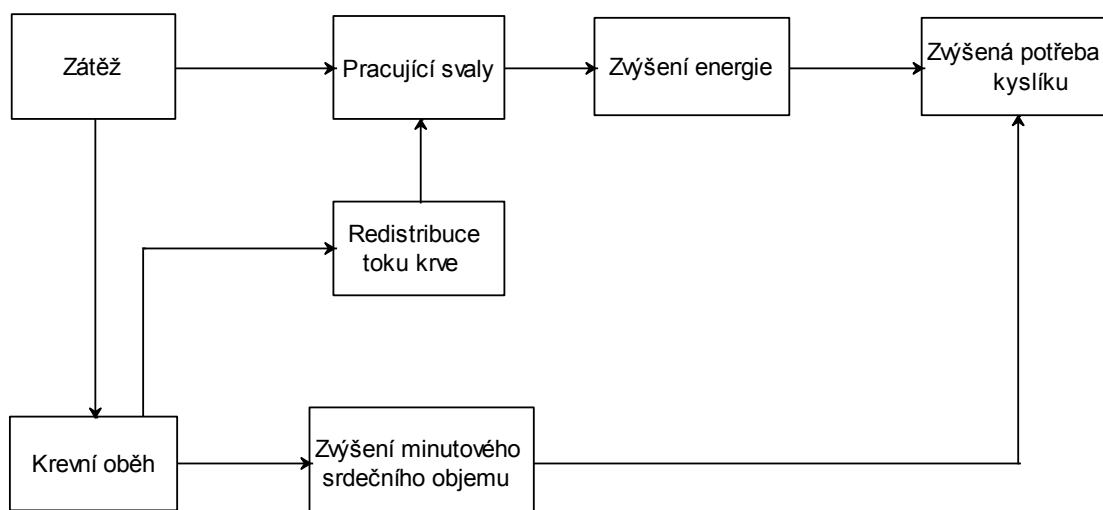 Zátěž
Pracující svaly
Zvýšení energie
Zvýšená potřeba
kyslíku
Redistribuce
toku krve
Krevní oběh
Zvýšení minutového
srdečního objemu